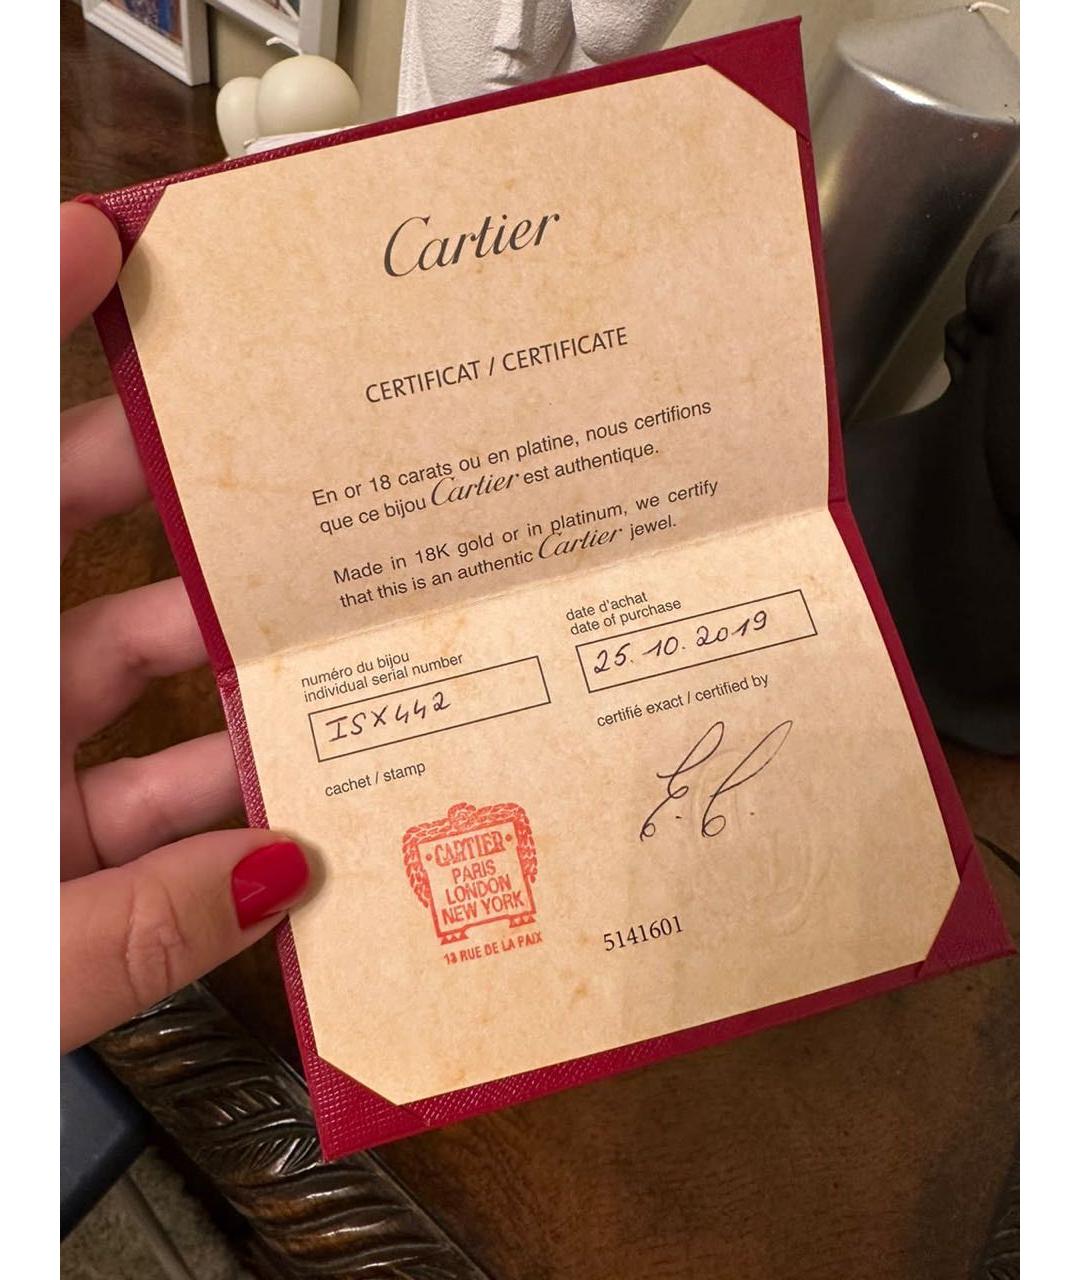 Cartier
CERTIFICAT / CERTIFICATE
En or 18 carats ou en platine, nous certifions
que ce bijou Cartier est authentique.
Made in 18K gold or in platinum, we certify
that this is an authentic Cartier jewel.
numéro du bijou
individual serial number
ISX442
date d'achat
date of purchase
25.10.2019
cachet / stamp
certifié exact / certified by
CARTIER
PARIS
LONDON
NEW YORK
13 RUE DE LA PAIX
5141601